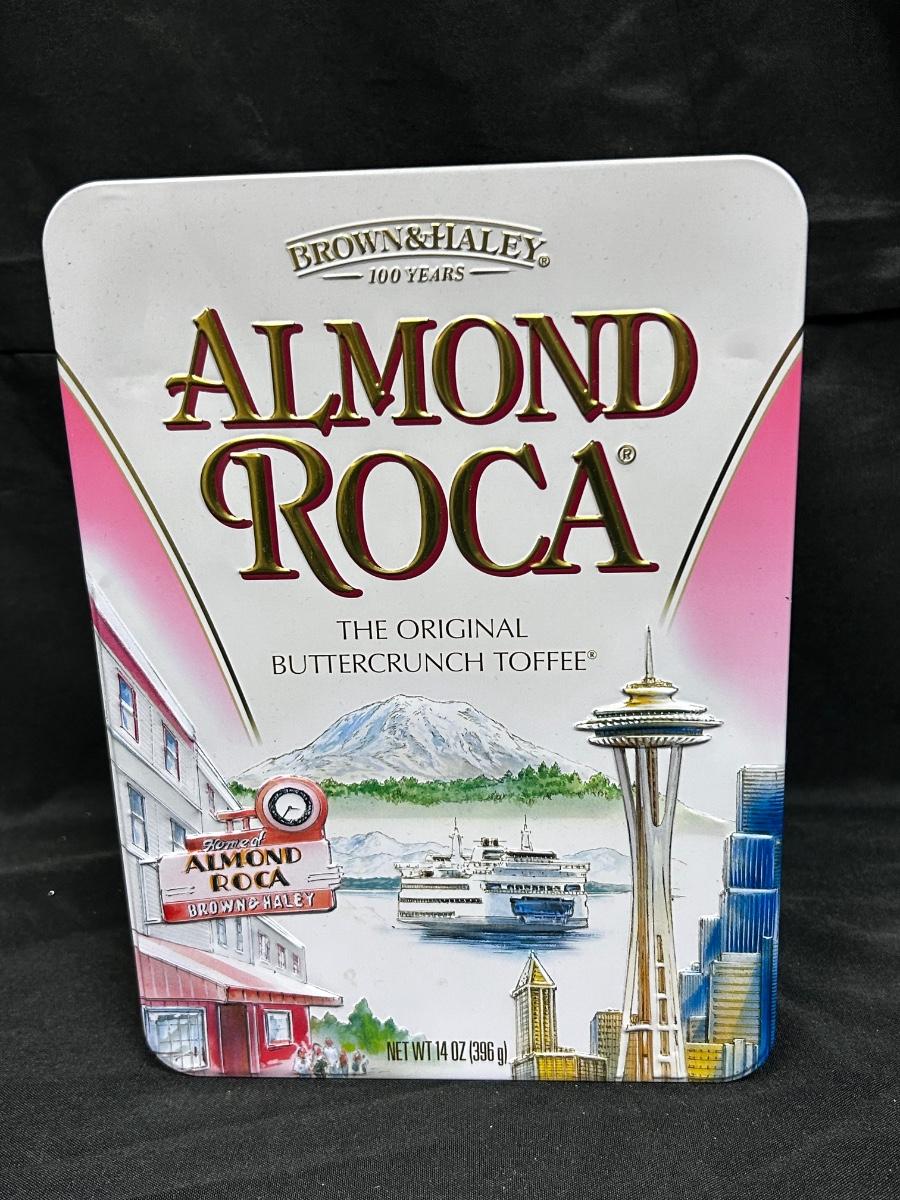 BROWN&HALEY®
100 YEARS
ALMOND
ROCA®
THE ORIGINAL
BUTTERCRUNCH TOFFEE®
Home of
ALMOND
ROCA
BROWN & HALEY
NET WT 14 OZ (396 g)